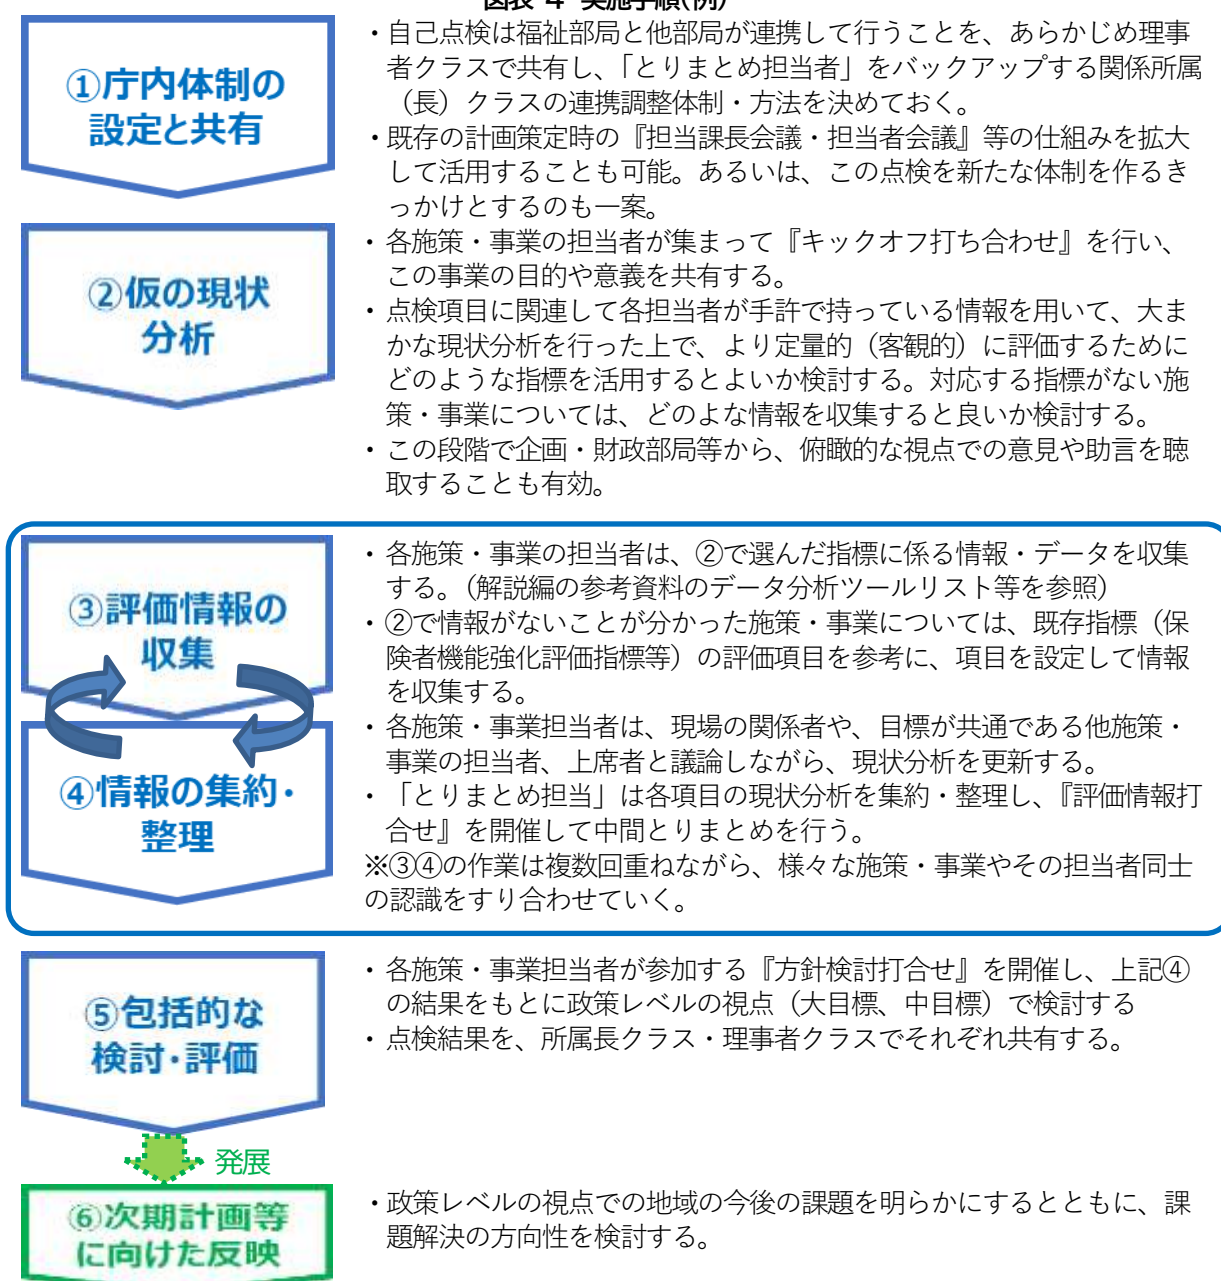 図表 4 実施手順(例)
①庁内体制の
設定と共有
・自己点検は福祉部局と他部局が連携して行うことを、あらかじめ理事
者クラスで共有し、「とりまとめ担当者」をバックアップする関係所属
（長）クラスの連携調整体制・方法を決めておく。
・既存の計画策定時の『担当課長会議・担当者会議』等の仕組みを拡大
して活用することも可能。あるいは、この点検を新たな体制を作るき
っかけとするのも一案。
②仮の現状
分析
・各施策・事業の担当者が集まって『キックオフ打ち合わせ』を行い、
この事業の目的や意義を共有する。
・点検項目に関連して各担当者が手許で持っている情報を用いて、大ま
かな現状分析を行った上で、より定量的（客観的）に評価するために
どのような指標を活用するとよいか検討する。対応する指標がない施
策・事業については、どのよな情報を収集すると良いか検討する。
・この段階で企画・財政部局等から、俯瞰的な視点での意見や助言を聴
取することも有効。
③評価情報の
収集
・各施策・事業の担当者は、②で選んだ指標に係る情報・データを収集
する。（解説編の参考資料のデータ分析ツールリスト等を参照）
・②で情報がないことが分かった施策・事業については、既存指標（保
険者機能強化評価指標等）の評価項目を参考に、項目を設定して情報
を収集する。
④情報の集約・
整理
・各施策・事業担当者は、現場の関係者や、目標が共通である他施策・
事業の担当者、上席者と議論しながら、現状分析を更新する。
・「とりまとめ担当」は各項目の現状分析を集約・整理し、『評価情報打
合せ』を開催して中間とりまとめを行う。
※③④の作業は複数回重ねながら、様々な施策・事業やその担当者同士
の認識をすり合わせていく。
⑤包括的な
検討・評価
・各施策・事業担当者が参加する『方針検討打合せ』を開催し、上記④
の結果をもとに政策レベルの視点（大目標、中目標）で検討する
・点検結果を、所属長クラス・理事者クラスでそれぞれ共有する。
発展
⑥次期計画等
に向けた反映
・政策レベルの視点での地域の今後の課題を明らかにするとともに、課
題解決の方向性を検討する。